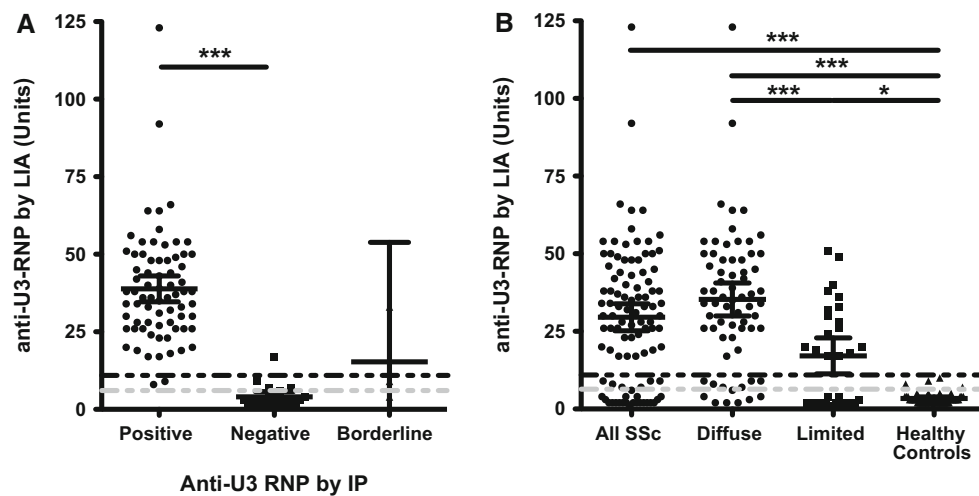 A
anti-U3-RNP by LIA (Units)
125
100
75
50
25
0
***
Positive
Negative
Borderline
Anti-U3 RNP by IP
B
anti-U3-RNP by LIA (Units)
125
100
75
50
25
0
***
***
*** *
All SSc
Diffuse
Limited
Healthy
Controls